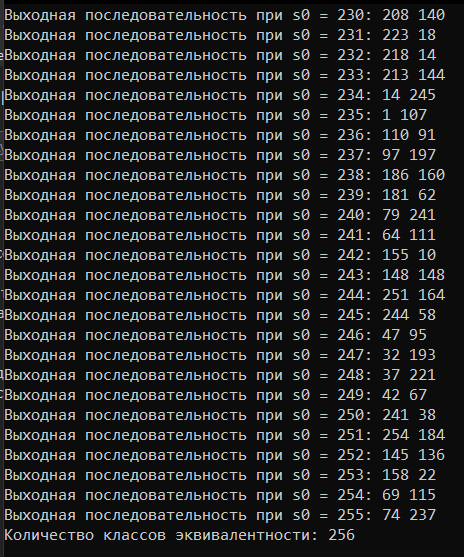 Выходная последовательность при s0 = 230: 208 140
Выходная последовательность при s0 = 231: 223 18
Выходная последовательность при s0 = 232: 218 14
Выходная последовательность при s0 = 233: 213 144
Выходная последовательность при s0 = 234: 14 245
Выходная последовательность при s0 = 235: 1 107
Выходная последовательность при s0 = 236: 110 91
Выходная последовательность при s0 = 237: 97 197
Выходная последовательность при s0 = 238: 186 160
Выходная последовательность при s0 = 239: 181 62
Выходная последовательность при s0 = 240: 79 241
Выходная последовательность при s0 = 241: 64 111
Выходная последовательность при s0 = 242: 155 10
Выходная последовательность при s0 = 243: 148 148
Выходная последовательность при s0 = 244: 251 164
Выходная последовательность при s0 = 245: 244 58
Выходная последовательность при s0 = 246: 47 95
Выходная последовательность при s0 = 247: 32 193
Выходная последовательность при s0 = 248: 37 221
Выходная последовательность при s0 = 249: 42 67
Выходная последовательность при s0 = 250: 241 38
Выходная последовательность при s0 = 251: 254 184
Выходная последовательность при s0 = 252: 145 136
Выходная последовательность при s0 = 253: 158 22
Выходная последовательность при s0 = 254: 69 115
Выходная последовательность при s0 = 255: 74 237
Количество классов эквивалентности: 256